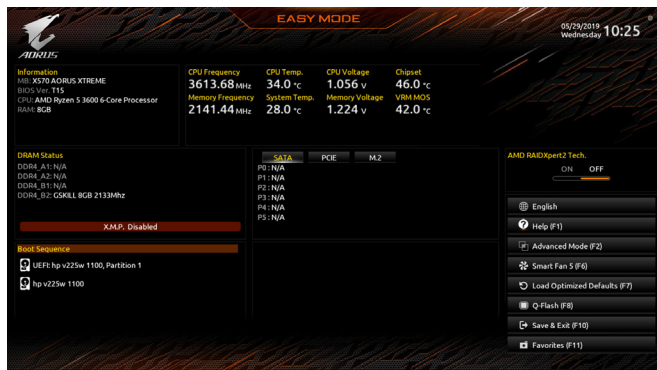 EASY MODE
05/29/2019
Wednesday 10:25
AORUS
Information
MB: X570 AORUS XTREME
BIOS Ver. T15
CPU: AMD Ryzen 5 3600 6-Core Processor
RAM: 8GB
CPU Frequency CPU Temp. CPU Voltage Chipset
3613.68 MHz 34.0 °C 1.056 V 46.0 °C
Memory Frequency System Temp. Memory Voltage VRM MOS
2141.44 MHz 28.0 °C 1.224 V 42.0 °C
DRAM Status
DDR4_A1: N/A
DDR4_A2: N/A
DDR4_B1: N/A
DDR4_B2: GSKILL 8GB 2133Mhz
X.M.P. Disabled
SATA PCIE M.2
P0 : N/A
P1 : N/A
P2 : N/A
P3 : N/A
P4 : N/A
P5 : N/A
AMD RAIDXpert2 Tech.
ON OFF
Boot Sequence
UEFI: hp v225w 1100, Partition 1
hp v225w 1100
English
Help (F1)
Advanced Mode (F2)
Smart Fan 5 (F6)
Load Optimized Defaults (F7)
Q-Flash (F8)
Save & Exit (F10)
Favorites (F11)